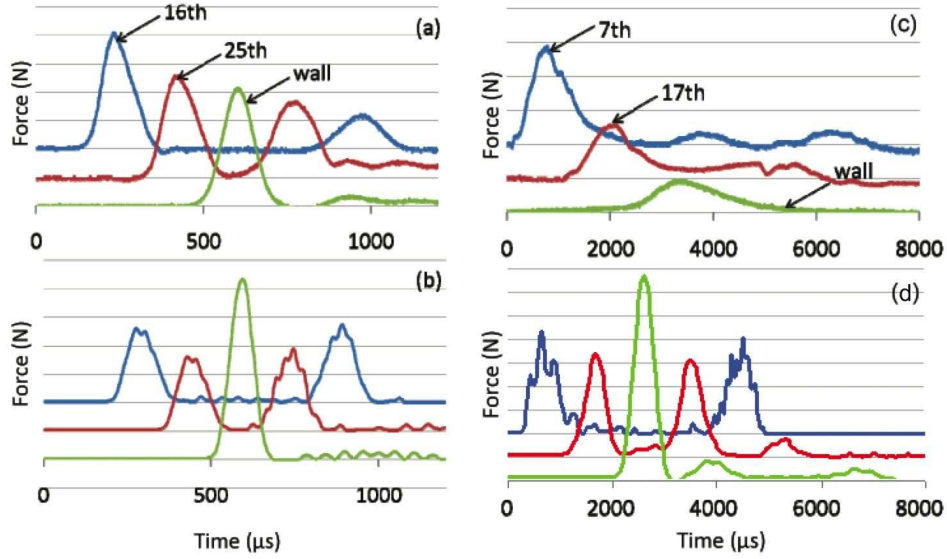 16th
(a)
25th
wall
Force (N)
0 500 1000
(c)
7th
17th
wall
Force (N)
0 2000 4000 6000 8000
(b)
Force (N)
0 500 1000
Time (μs)
(d)
Force (N)
0 2000 4000 6000 8000
Time (μs)